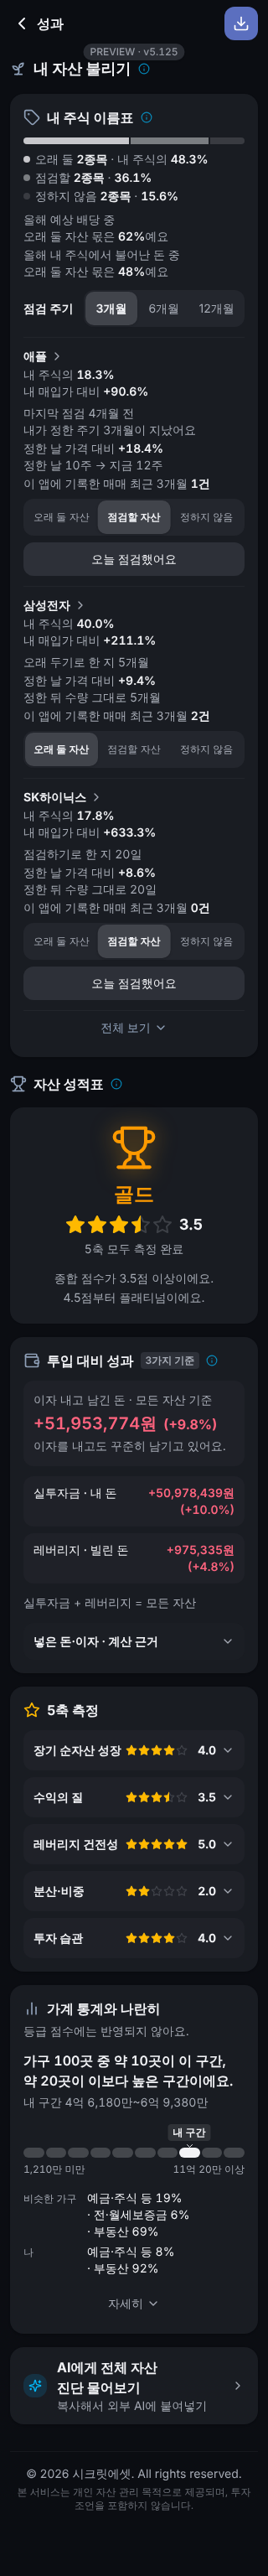 성과
PREVIEW · v5.125
내 자산 불리기
내 주식 이름표
오래 둘 2종목 · 내 주식의 48.3%
점검할 2종목 · 36.1%
정하지 않음 2종목 · 15.6%
올해 예상 배당 중
오래 둘 자산 몫은 62%예요
올해 내 주식에서 불어난 돈 중
오래 둘 자산 몫은 48%예요
점검 주기 3개월 6개월 12개월
애플
내 주식의 18.3%
내 매입가 대비 +90.6%
마지막 점검 4개월 전
내가 정한 주기 3개월이 지났어요
정한 날 가격 대비 +18.4%
정한 날 10주 → 지금 12주
이 앱에 기록한 매매 최근 3개월 1건
오래 둘 자산 점검할 자산 정하지 않음
오늘 점검했어요
삼성전자
내 주식의 40.0%
내 매입가 대비 +211.1%
오래 두기로 한 지 5개월
정한 날 가격 대비 +9.4%
정한 뒤 수량 그대로 5개월
이 앱에 기록한 매매 최근 3개월 2건
오래 둘 자산 점검할 자산 정하지 않음
SK하이닉스
내 주식의 17.8%
내 매입가 대비 +633.3%
점검하기로 한 지 20일
정한 날 가격 대비 +8.6%
정한 뒤 수량 그대로 20일
이 앱에 기록한 매매 최근 3개월 0건
오래 둘 자산 점검할 자산 정하지 않음
오늘 점검했어요
전체 보기
자산 성적표
골드
3.5
5축 모두 측정 완료
종합 점수가 3.5점 이상이에요.
4.5점부터 플래티넘이에요.
투입 대비 성과 3가지 기준
이자 내고 남긴 돈 · 모든 자산 기준
+51,953,774원 (+9.8%)
이자를 내고도 꾸준히 남기고 있어요.
실투자금 · 내 돈 +50,978,439원
(+10.0%)
레버리지 · 빌린 돈 +975,335원
(+4.8%)
실투자금 + 레버리지 = 모든 자산
넣은 돈·이자 · 계산 근거
5축 측정
장기 순자산 성장 4.0
수익의 질 3.5
레버리지 건전성 5.0
분산·비중 2.0
투자 습관 4.0
가계 통계와 나란히
등급 점수에는 반영되지 않아요.
가구 100곳 중 약 10곳이 이 구간,
약 20곳이 이보다 높은 구간이에요.
내 구간 4억 6,180만~6억 9,380만
내 구간
1,210만 미만 11억 20만 이상
비슷한 가구 예금·주식 등 19%
· 전·월세보증금 6%
· 부동산 69%
나 예금·주식 등 8%
· 부동산 92%
자세히
AI에게 전체 자산
진단 물어보기
복사해서 외부 AI에 붙여넣기
© 2026 시크릿에셋. All rights reserved.
본 서비스는 개인 자산 관리 목적으로 제공되며, 투자
조언을 포함하지 않습니다.